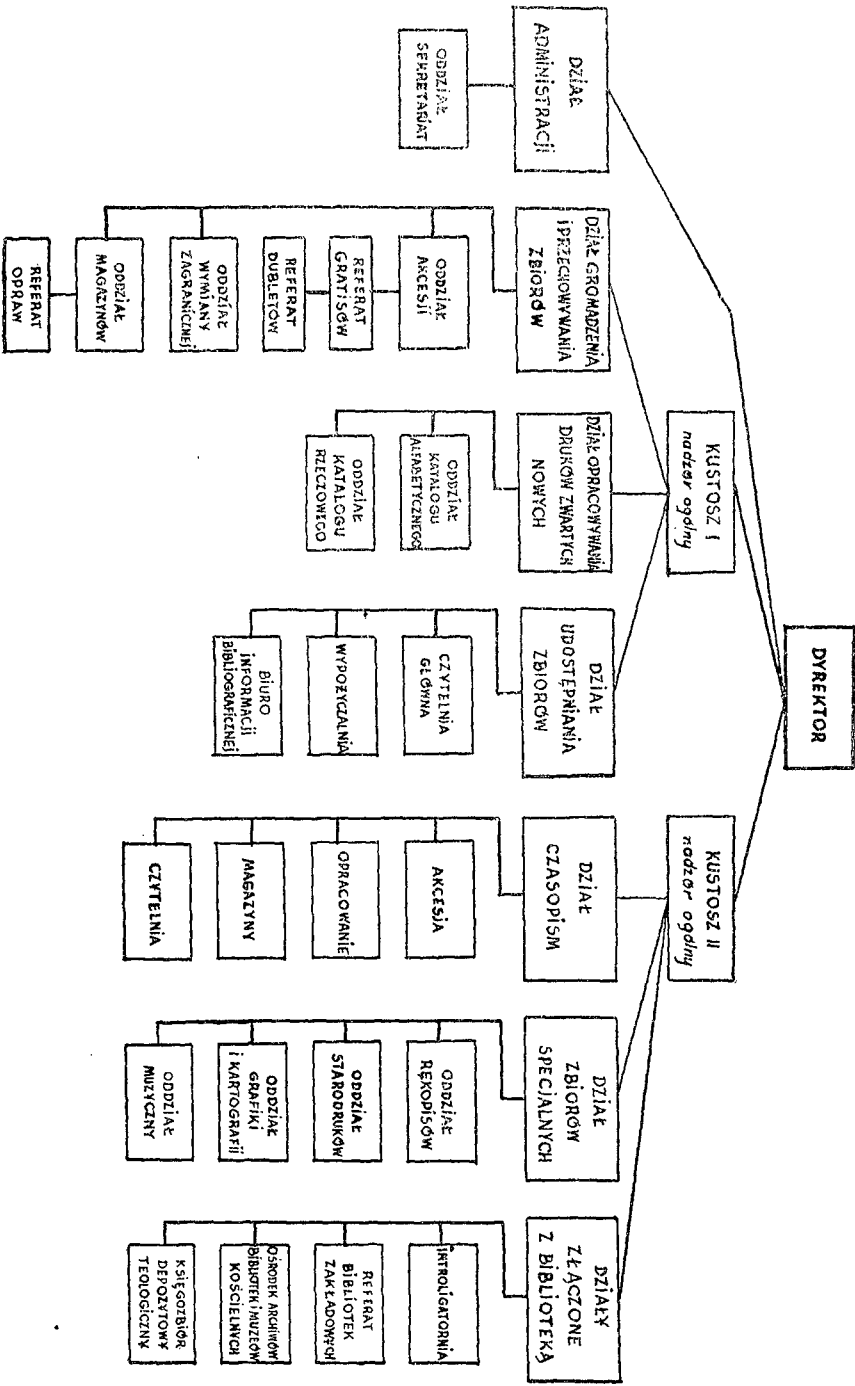 DYREKTOR
KUSTOSZ I
nadzór ogólny
KUSTOSZ II
nadzór ogólny
DZIAŁ
ADMINISTRACJI
ODDZIAŁ
SEKRETARIAT
DZIAŁ GROMADZENIA
I PRZECHOWYWANIA
ZBIORÓW
ODDZIAŁ
AKCESJI
REFERAT
GRATISÓW
REFERAT
DUBLETÓW
ODDZIAŁ
WYMIANY
ZAGRANICZNEJ
ODDZIAŁ
MAGAZYNÓW
REFERAT
OPRAW
DZIAŁ OPRACOWYWANIA
DRUKÓW ZWARTYCH
NOWYCH
ODDZIAŁ
KATALOGU
ALFABETYCZNEGO
ODDZIAŁ
KATALOGU
RZECZOWEGO
DZIAŁ
UDOSTĘPNIANIA
ZBIORÓW
CZYTELNIA
GŁÓWNA
WYPOŻYCZALNIA
BIURO
INFORMACJI
BIBLIOGRAFICZNEJ
DZIAŁ
CZASOPISM
AKCESJA
OPRACOWANIE
MAGAZYNY
CZYTELNIA
DZIAŁ
ZBIORÓW
SPECJALNYCH
ODDZIAŁ
RĘKOPISÓW
ODDZIAŁ
STARODRUKÓW
ODDZIAŁ
GRAFIKI
I KARTOGRAFII
ODDZIAŁ
MUZYCZNY
DZIAŁY
ZŁĄCZONE
Z BIBLIOTEKĄ
INTROLIGATORNIA
REFERAT
BIBLIOTEK
ZAKŁADOWYCH
OŚRODEK ARCHIWÓW
BIBLIOTEK I MUZEÓW
KOŚCIELNYCH
KSIĘGOZBIÓR
DEPOZYTOWY
TEOLOGICZNY